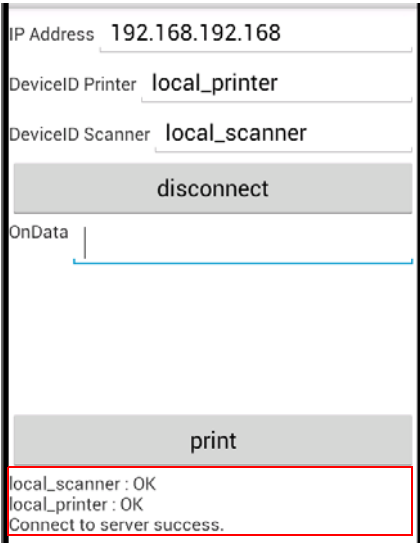 IP Address 192.168.192.168
DeviceID Printer local_printer
DeviceID Scanner local_scanner
disconnect
OnData
print
local_scanner : OK
local_printer : OK
Connect to server success.